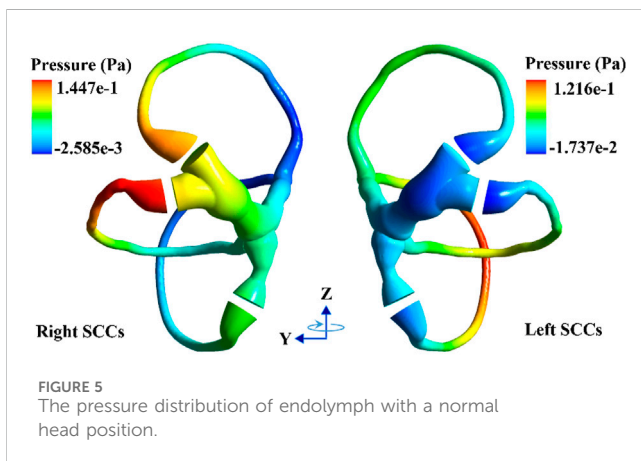 Pressure (Pa)
1.447e-1
-2.585e-3
Pressure (Pa)
1.216e-1
-1.737e-2
Right SCCs
Z
Y
Left SCCs
FIGURE 5
The pressure distribution of endolymph with a normal
head position.